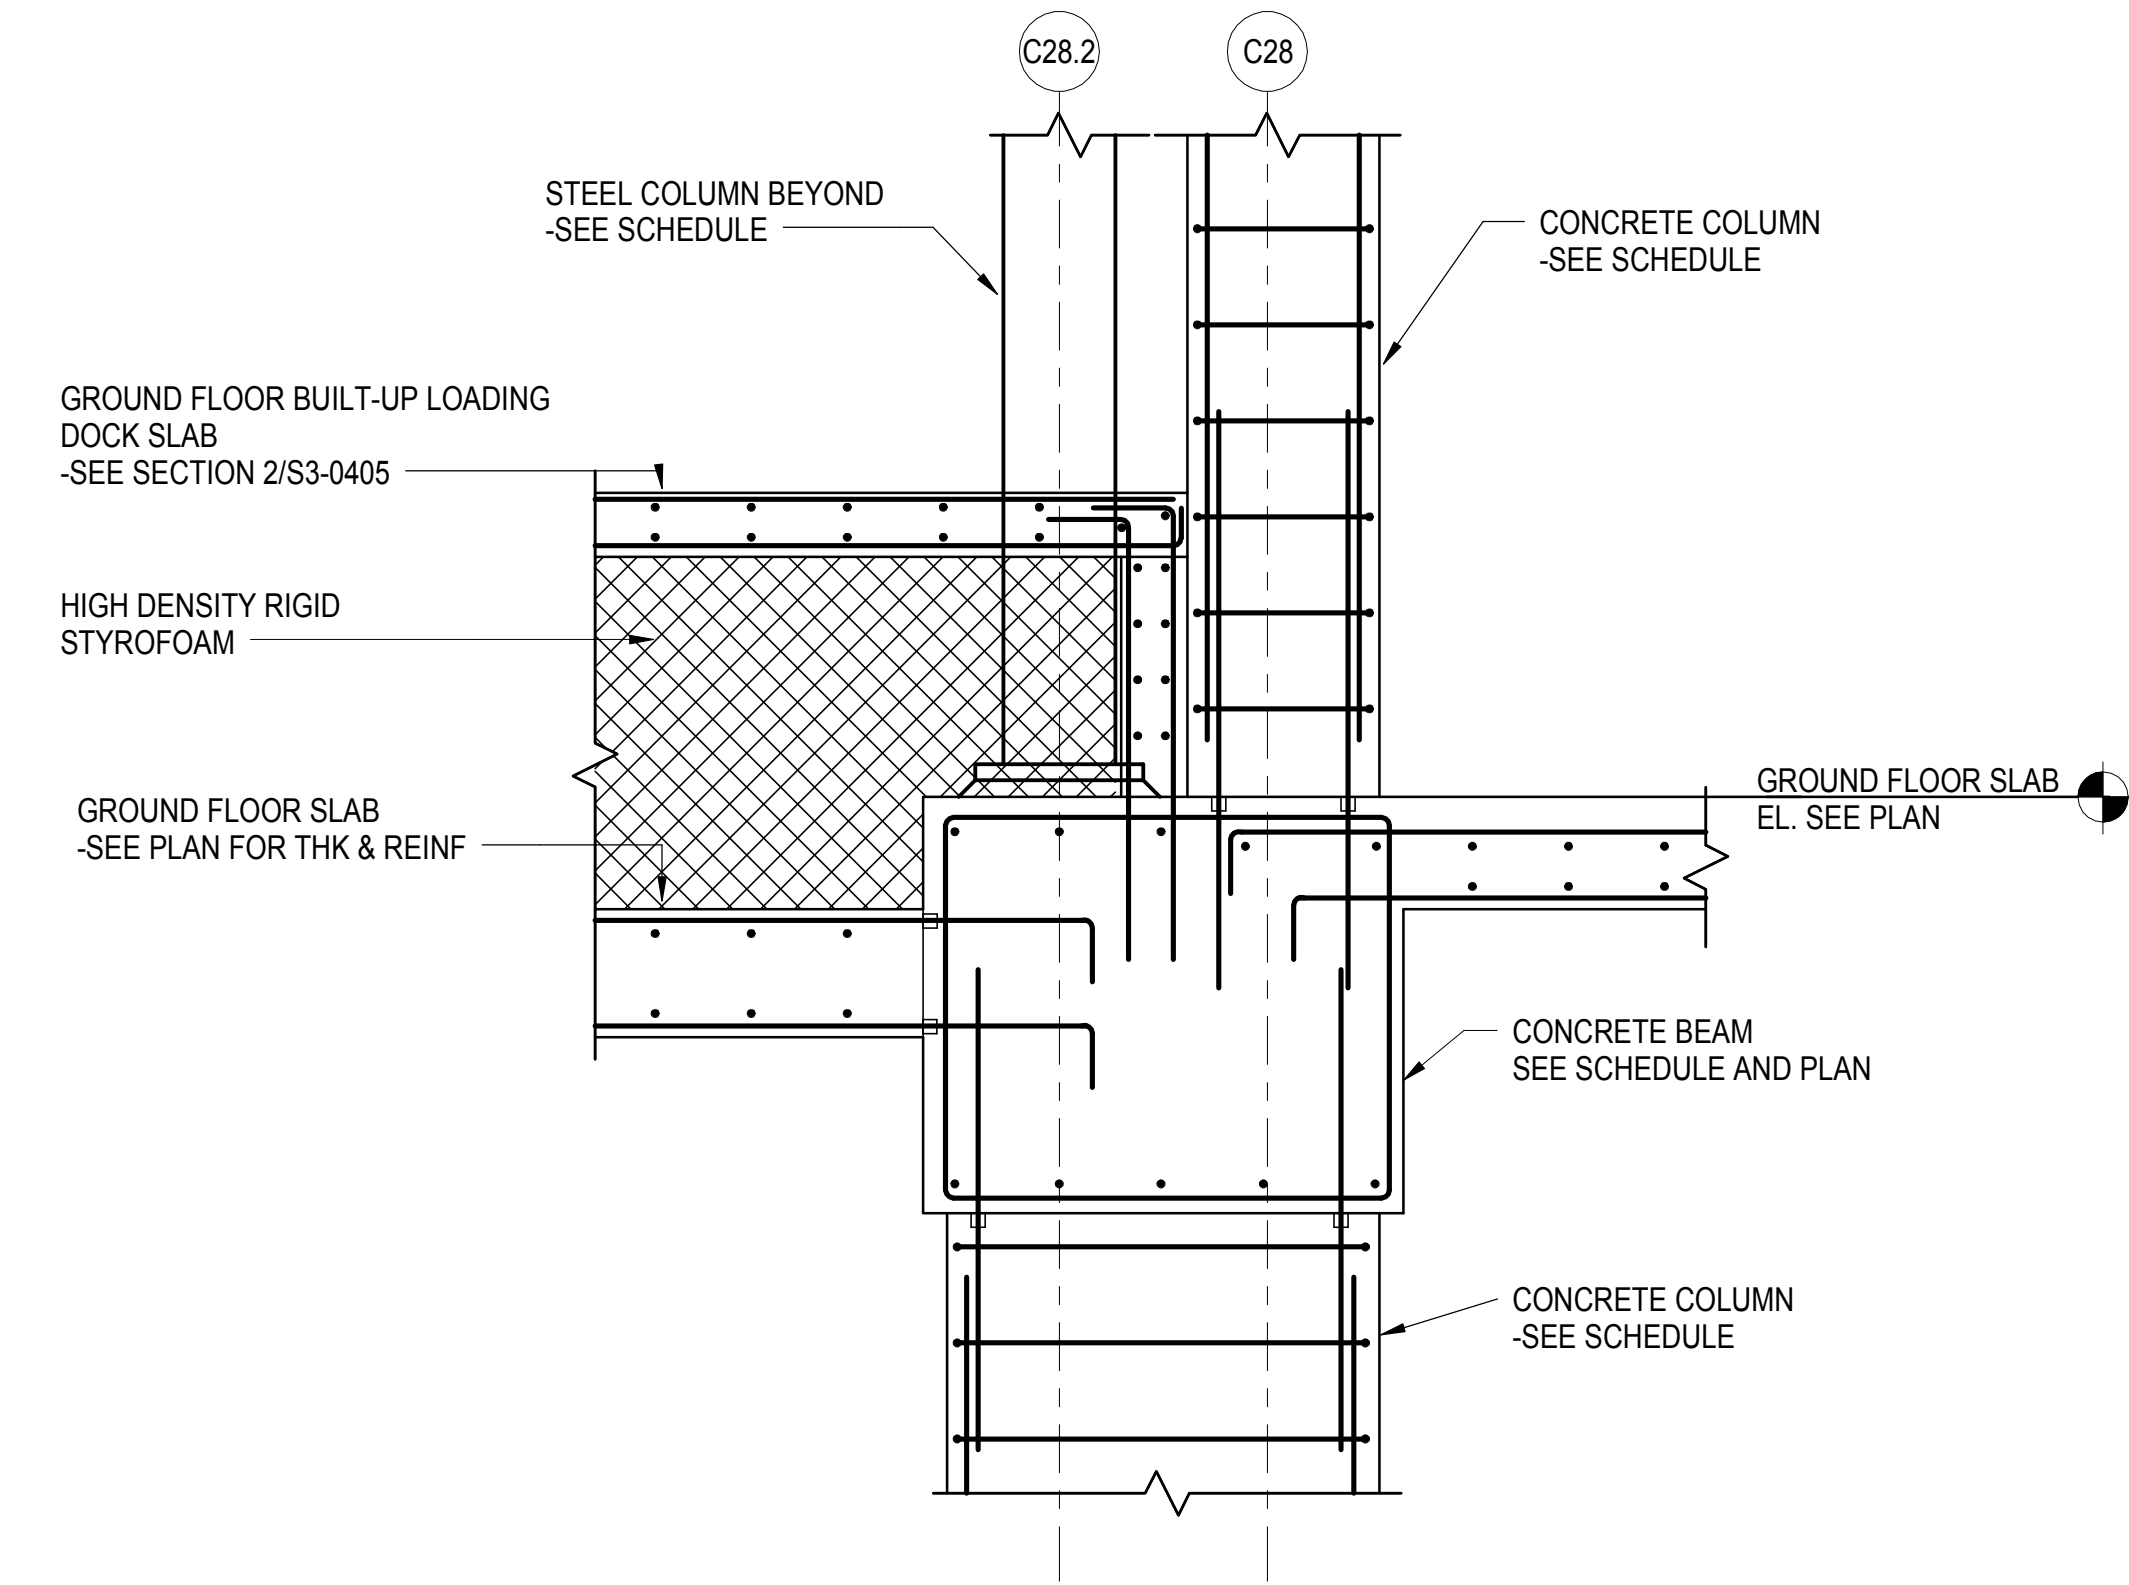 C28.2
C28
STEEL COLUMN BEYOND
-SEE SCHEDULE
CONCRETE COLUMN
-SEE SCHEDULE
GROUND FLOOR BUILT-UP LOADING
DOCK SLAB
-SEE SECTION 2/S3-0405
HIGH DENSITY RIGID
STYROFOAM
GROUND FLOOR SLAB
-SEE PLAN FOR THK & REINF
GROUND FLOOR SLAB
EL. SEE PLAN
CONCRETE BEAM
SEE SCHEDULE AND PLAN
CONCRETE COLUMN
-SEE SCHEDULE